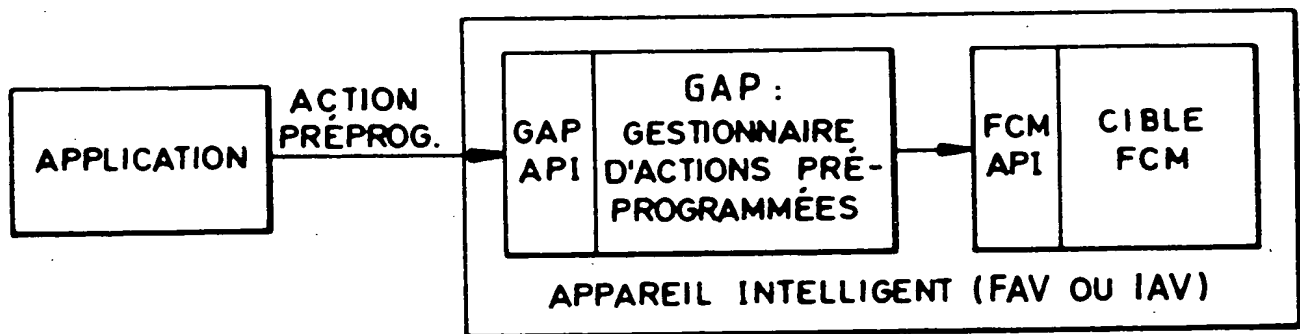 APPLICATION
ACTION
PRÉPROG.
GAP
API
GAP :
GESTIONNAIRE
D'ACTIONS PRÉ-
PROGRAMMÉES
FCM
API
CIBLE
FCM
APPAREIL INTELLIGENT (FAV OU IAV)